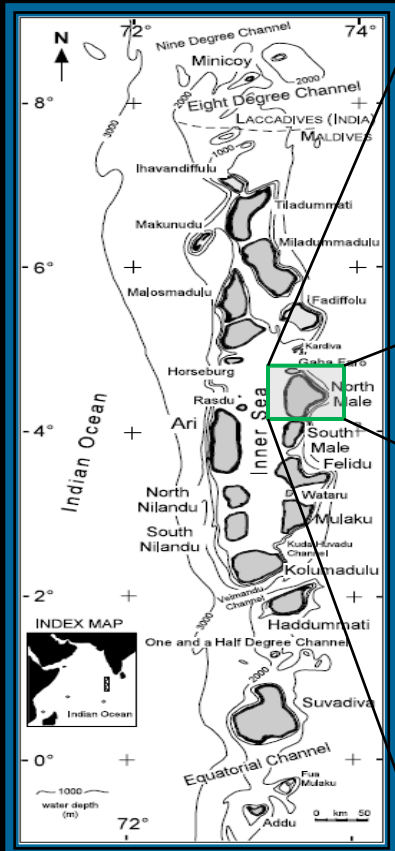 72° 74°
N
Nine Degree Channel
Minicoy
2000
8°
3000
2000
Eight Degree Channel
LACCADIVES (INDIA)
MALDIVES
1000
Ihavandiffulu
Tiladummati
Makunudu
Miladummadulu
6°
Malosmadulu
Fadiffolu
Kardiva
Gaha Faro
Horseburg
North
Male
Rasdu
Inner Sea
Ari
4°
South
Male
Indian Ocean
Felidu
North
Nilandu
Wataru
Mulaku
South
Nilandu
Kuda Huvadu
Channel
Kolumadulu
Veimandu
Channel
2°
3000
Haddummati
INDEX MAP
One and a Half Degree Channel
2000
Indian Ocean
Suvadiva
0°
Equatorial Channel
Fua
Mulaku
1000
water depth
(m)
Addu
0 km 50
72° 74°